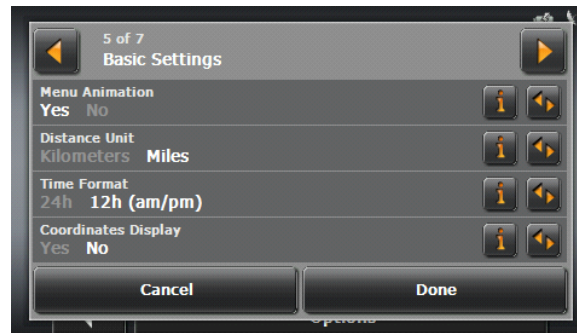 5 of 7
Basic Settings
Menu Animation
Yes No
Distance Unit
Kilometers Miles
Time Format
24h 12h (am/pm)
Coordinates Display
Yes No
Cancel Done
Options